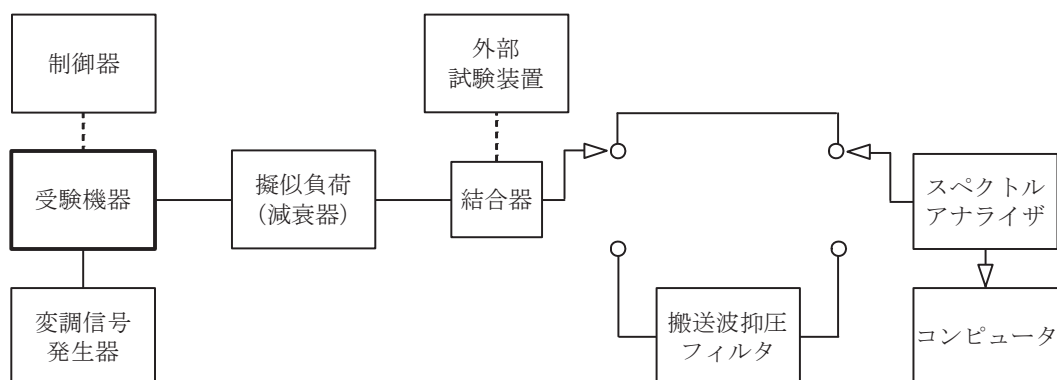 制御器
外部
試験装置
受験機器
擬似負荷
（減衰器）
結合器
スペクトル
アナライザ
変調信号
発生器
搬送波抑圧
フィルタ
コンピュータ